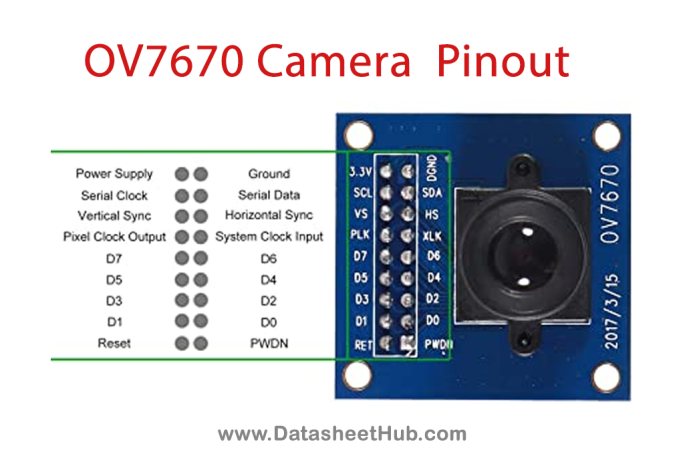 OV7670 Camera Pinout
Power Supply Ground
Serial Clock Serial Data
Vertical Sync Horizontal Sync
Pixel Clock Output System Clock Input
D7 D6
D5 D4
D3 D2
D1 D0
Reset PWDN
3.3V DGND
SCL SDA
VS HS
PLK XLK
D7 D6
D5 D4
D3 D2
D1 D0
RET PWDN
OV7670
2017/3/15
www.DatasheetHub.com